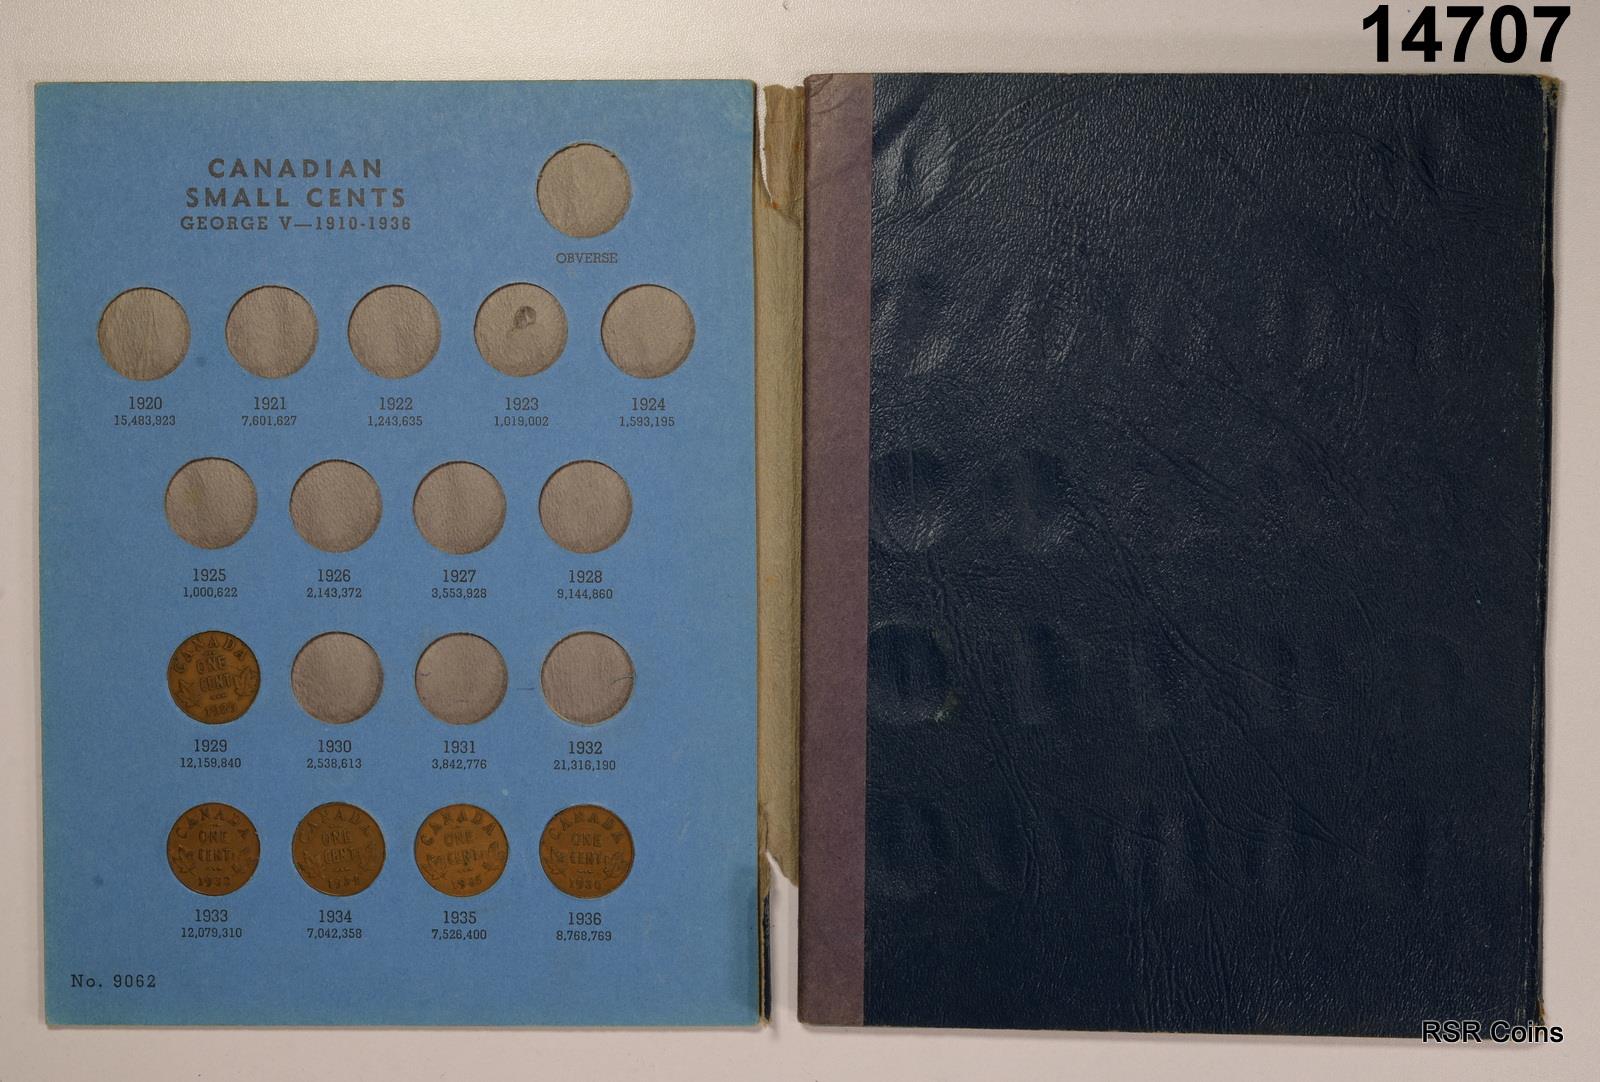 14707
CANADIAN
SMALL CENTS
GEORGE V—1910-1936
OBVERSE
1920 1921 1922 1923 1924
15,483,923 7,601,627 1,243,635 1,019,002 1,593,195
1925 1926 1927 1928
1,000,622 2,143,372 3,553,928 9,144,860
CANADA
ONE
CENT
1929
1929 1930 1931 1932
12,159,840 2,538,613 3,842,776 21,316,190
CANADA CANADA CANADA CANADA
ONE ONE ONE ONE
CENT CENT CENT CENT
1933 1934 1935 1936
1933 1934 1935 1936
12,079,310 7,042,358 7,526,400 8,768,769
No. 9062
RSR Coins